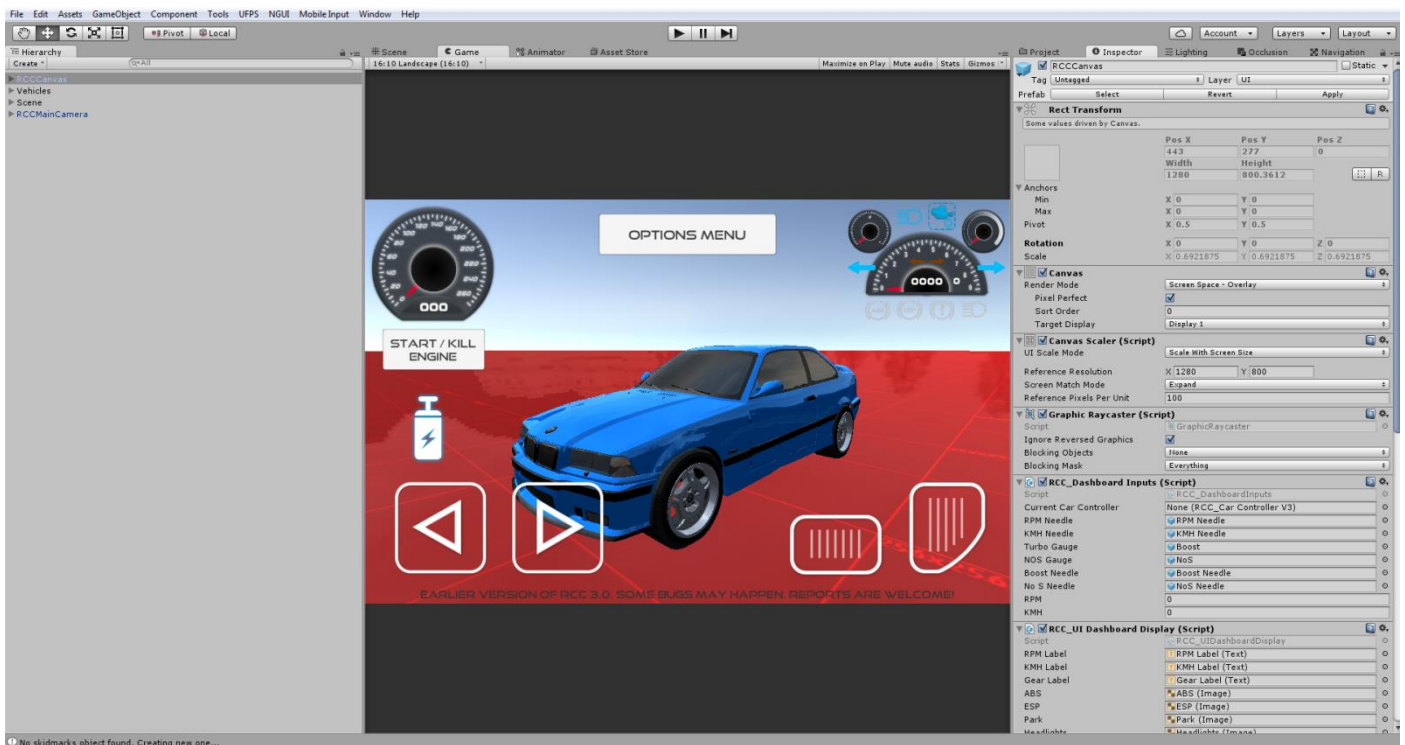 File Edit Assets GameObject Component Tools UFPS NGUI Mobile Input Window Help
Pivot Local
Account Layers Layout
Hierarchy
Create All
RCCCanvas
Vehicles
Scene
RCCMainCamera
Scene Game Animator Asset Store
16:10 Landscape (16:10) Maximize on Play Mute audio Stats Gizmos
OPTIONS MENU
000
0000 0
START / KILL
ENGINE
EARLIER VERSION OF RCC 3.0. SOME BUGS MAY HAPPEN. REPORTS ARE WELCOME!
Project Inspector Lighting Occlusion Navigation
RCCCanvas Static
Tag Untagged Layer UI
Prefab Select Revert Apply
Rect Transform
Some values driven by Canvas.
Pos X Pos Y Pos Z
443 277 0
Width Height
1280 800.3612
R
Anchors
Min X 0 Y 0
Max X 0 Y 0
Pivot X 0.5 Y 0.5
Rotation X 0 Y 0 Z 0
Scale X 0.6921875 Y 0.6921875 Z 0.6921875
Canvas
Render Mode Screen Space - Overlay
Pixel Perfect
Sort Order 0
Target Display Display 1
Canvas Scaler (Script)
UI Scale Mode Scale With Screen Size
Reference Resolution X 1280 Y 800
Screen Match Mode Expand
Reference Pixels Per Unit 100
Graphic Raycaster (Script)
Script GraphicRaycaster
Ignore Reversed Graphics
Blocking Objects None
Blocking Mask Everything
RCC_Dashboard Inputs (Script)
Script RCC_DashboardInputs
Current Car Controller None (RCC_Car Controller V3)
RPM Needle RPM Needle
KMH Needle KMH Needle
Turbo Gauge Boost
NOS Gauge NoS
Boost Needle Boost Needle
No S Needle NoS Needle
RPM 0
KMH 0
RCC_UI Dashboard Display (Script)
Script RCC_UIDashboardDisplay
RPM Label RPM Label (Text)
KMH Label KMH Label (Text)
Gear Label Gear Label (Text)
ABS ABS (Image)
ESP ESP (Image)
Park Park (Image)
Headlights Headlights (Image)
No skidmarks object found. Creating new one...